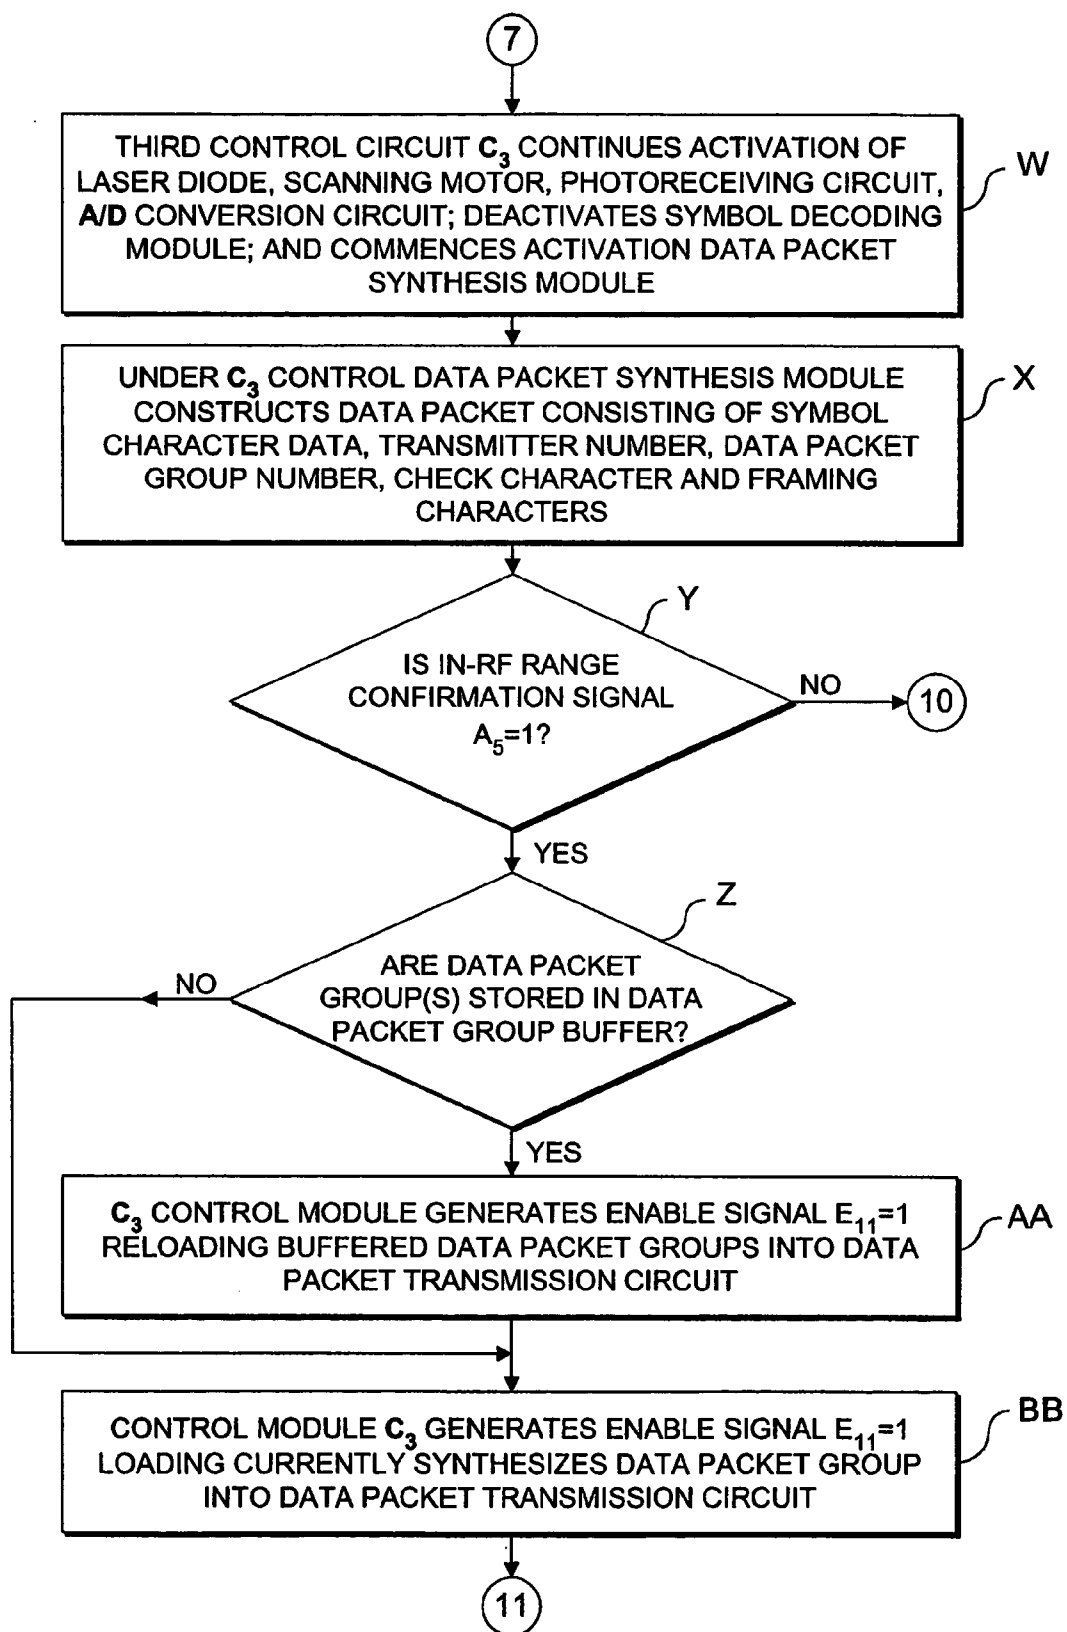 7
THIRD CONTROL CIRCUIT C3 CONTINUES ACTIVATION OF
LASER DIODE, SCANNING MOTOR, PHOTORECEIVING CIRCUIT,
A/D CONVERSION CIRCUIT; DEACTIVATES SYMBOL DECODING
MODULE; AND COMMENCES ACTIVATION DATA PACKET
SYNTHESIS MODULE
W
UNDER C3 CONTROL DATA PACKET SYNTHESIS MODULE
CONSTRUCTS DATA PACKET CONSISTING OF SYMBOL
CHARACTER DATA, TRANSMITTER NUMBER, DATA PACKET
GROUP NUMBER, CHECK CHARACTER AND FRAMING
CHARACTERS
X
Y
IS IN-RF RANGE
CONFIRMATION SIGNAL
A5=1?
NO
10
YES
Z
ARE DATA PACKET
GROUP(S) STORED IN DATA
PACKET GROUP BUFFER?
NO
YES
C3 CONTROL MODULE GENERATES ENABLE SIGNAL E11=1
RELOADING BUFFERED DATA PACKET GROUPS INTO DATA
PACKET TRANSMISSION CIRCUIT
AA
CONTROL MODULE C3 GENERATES ENABLE SIGNAL E11=1
LOADING CURRENTLY SYNTHESIZES DATA PACKET GROUP
INTO DATA PACKET TRANSMISSION CIRCUIT
BB
11